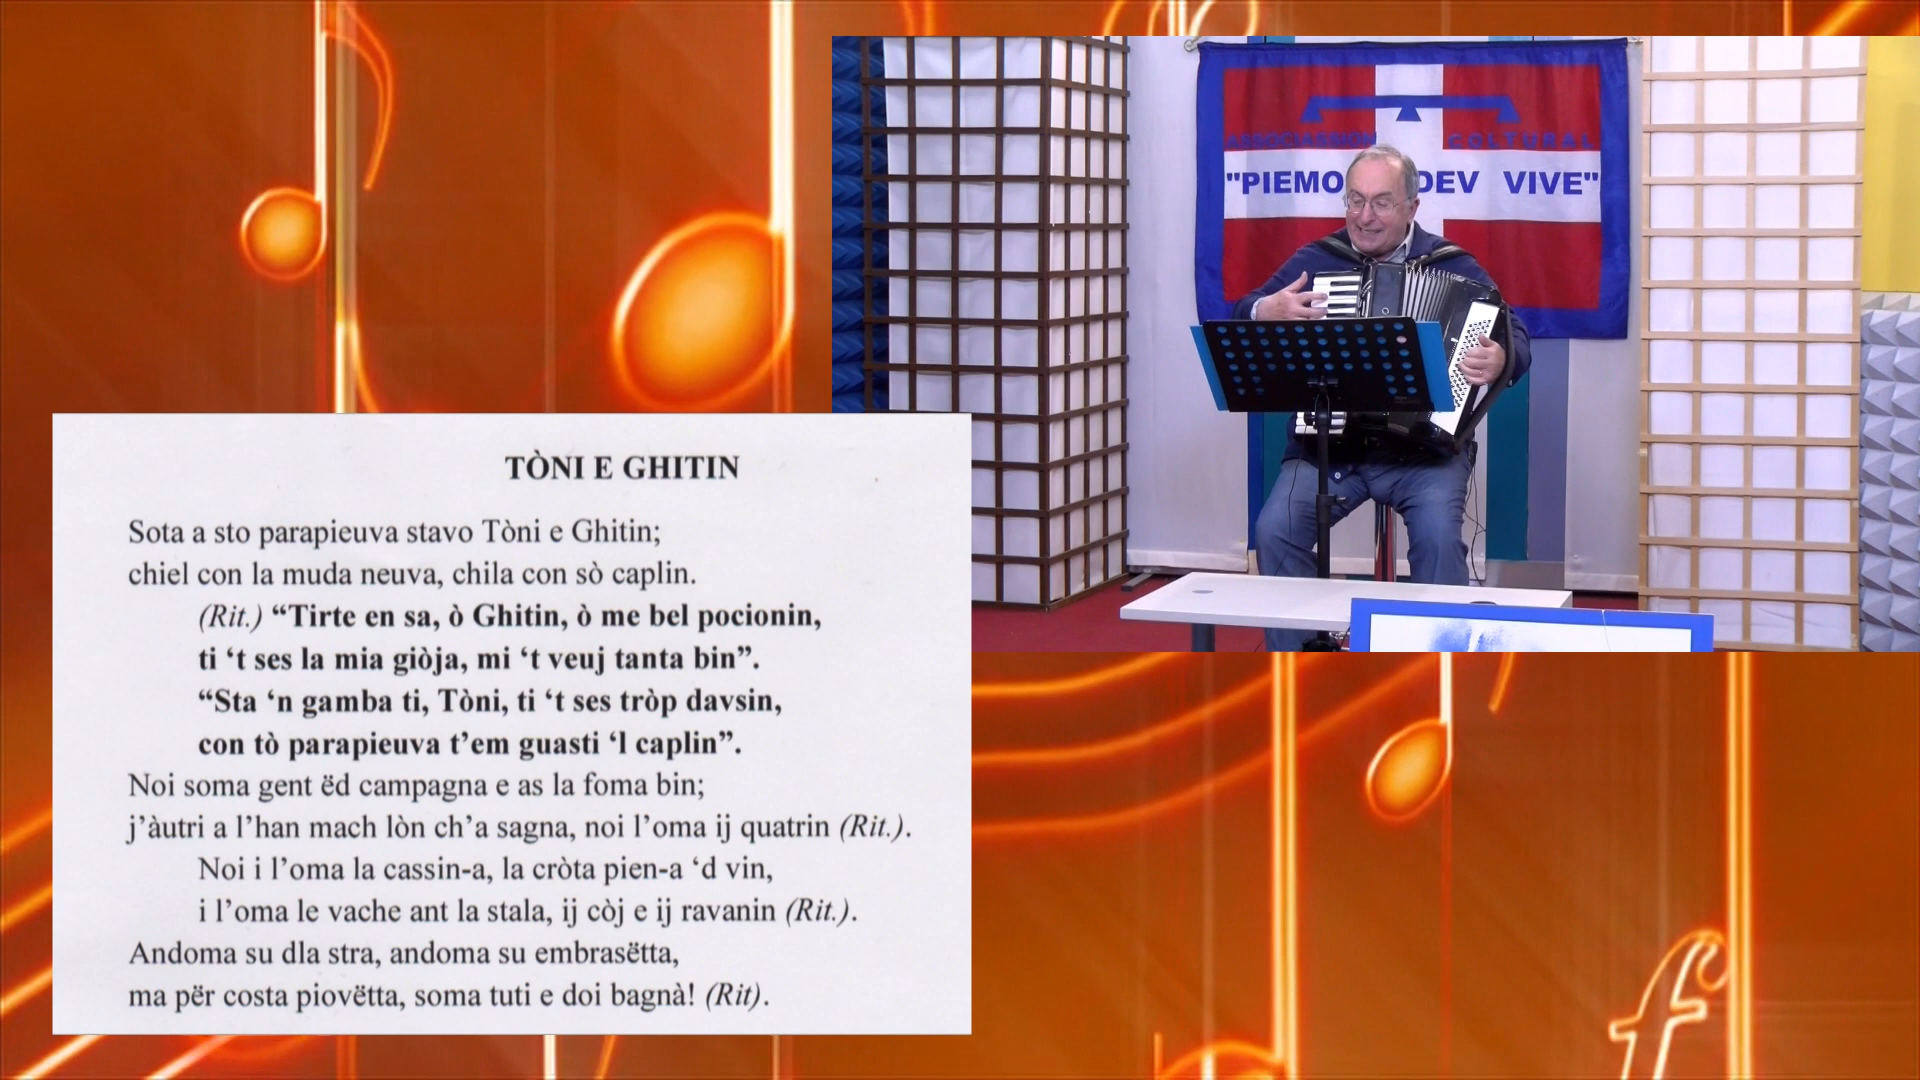 ASSOCIASSION COLTURAL
"PIEMO DEV VIVE"
TÒNI E GHITIN
Sota a sto parapieuva stavo Tòni e Ghitin;
chiel con la muda neuva, chila con sò caplin.
(Rit.) “Tirte en sa, ò Ghitin, ò me bel pocionin,
ti ‘t ses la mia giòja, mi ‘t veuj tanta bin”.
“Sta ‘n gamba ti, Tòni, ti ‘t ses tròp davsin,
con tò parapieuva t’em guasti ‘l caplin”.
Noi soma gent ëd campagna e as la foma bin;
j’àutri a l’han mach lòn ch’a sagna, noi l’oma ij quatrin (Rit.).
Noi i l’oma la cassin-a, la cròta pien-a ‘d vin,
i l’oma le vache ant la stala, ij còj e ij ravanin (Rit.).
Andoma su dla stra, andoma su embrasëtta,
ma për costa piovëtta, soma tuti e doi bagnà! (Rit).